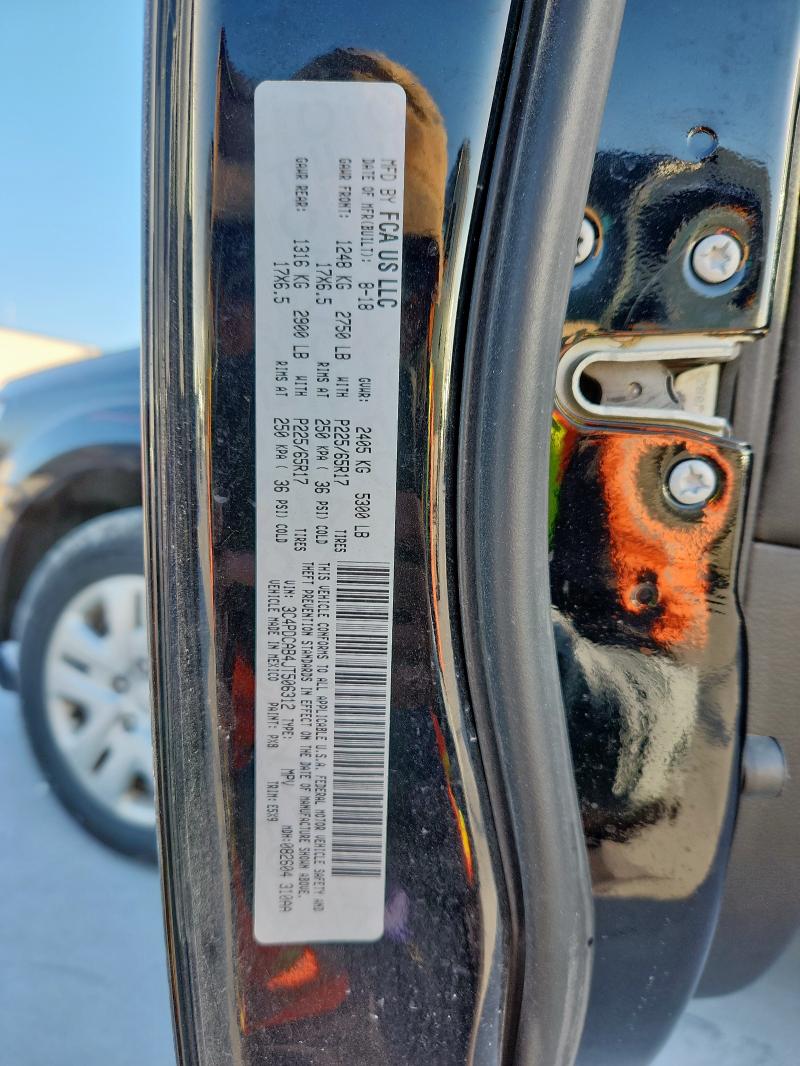 MFD BY FCA US LLC
DATE OF MFR(BUILT): 8-18 GVWR: 2405 KG 5300 LB
GAWR FRONT: 1248 KG 2750 LB WITH P225/65R17 TIRES
17X6.5 RIMS AT 250 KPA ( 36 PSI) COLD
GAWR REAR: 1316 KG 2900 LB WITH P225/65R17 TIRES
17X6.5 RIMS AT 250 KPA ( 36 PSI) COLD
THIS VEHICLE CONFORMS TO ALL APPLICABLE U.S.A. FEDERAL MOTOR VEHICLE SAFETY AND
THEFT PREVENTION STANDARDS IN EFFECT ON THE DATE OF MANUFACTURE SHOWN ABOVE.
VIN: 3C4PDCAB4JT506312 TYPE: MPV MDH:082604 310AA
VEHICLE MADE IN MEXICO PAINT: PX8 TRIM: E5X9